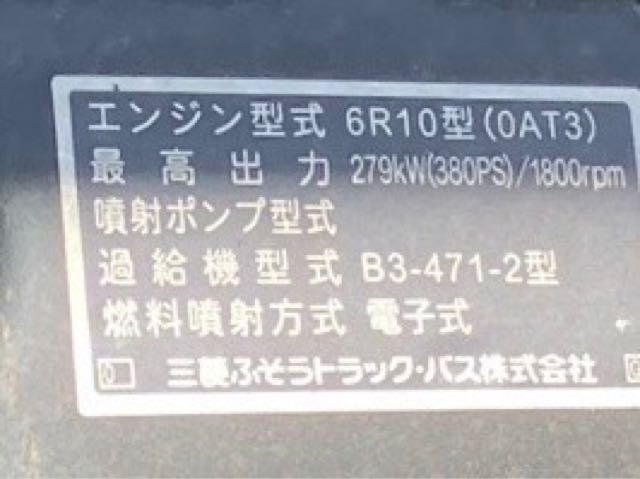 エンジン型式 6R10型(0AT3)
最高出力 279kW(380PS)/1800rpm
噴射ポンプ型式
過給機型式 B3-471-2型
燃料噴射方式 電子式
三菱ふそうトラック・バス株式会社